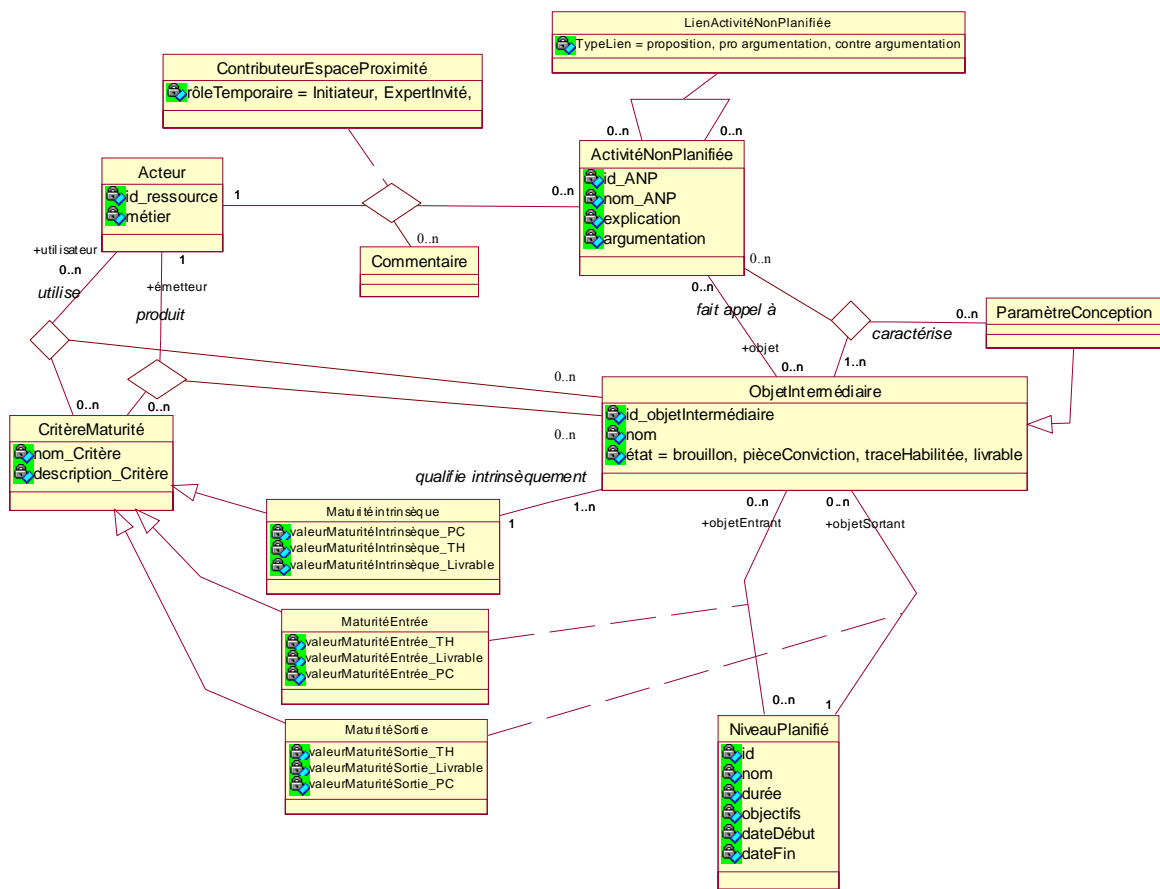 LienActivitéNonPlanifiée
TypeLien = proposition, pro argumentation, contre argumentation
ContributeurEspaceProximité
rôleTemporaire = Initiateur, ExpertInvité,
0..n
0..n
ActivitéNonPlanifiée
id_ANP
nom_ANP
explication
argumentation
Acteur
id_ressource
métier
1
0..n
0..n
Commentaire
+utilisateur
0..n
utilise
1
+émetteur
produit
0..n
0..n
fait appel à
+objet
0..n
caractérise
0..n
ParamètreConception
1..n
0..n
0..n
ObjetIntermédiaire
id_objetIntermédiaire
nom
état = brouillon, pièceConviction, traceHabilitée, livrable
0..n
0..n
CritèreMaturité
nom_Critère
description_Critère
qualifie intrinsèquement
1..n
1
Maturitéintrinsèque
valeurMaturitéIntrinsèque_PC
valeurMaturitéIntrinsèque_TH
valeurMaturitéIntrinsèque_Livrable
0..n
+objetEntrant
0..n
+objetSortant
MaturitéEntrée
valeurMaturitéEntrée_TH
valeurMaturitéEntrée_Livrable
valeurMaturitéEntrée_PC
MaturitéSortie
valeurMaturitéSortie_TH
valeurMaturitéSortie_Livrable
valeurMaturitéSortie_PC
0..n
1
NiveauPlanifié
id
nom
durée
objectifs
dateDébut
dateFin